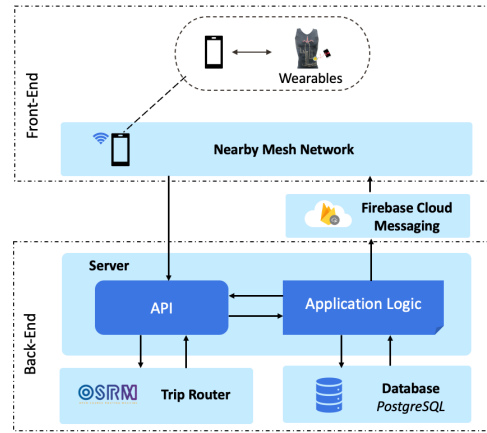 Front-End
Wearables
Nearby Mesh Network
Firebase Cloud
Messaging
Back-End
Server
API
Application Logic
OSRM
Trip Router
Database
PostgreSQL